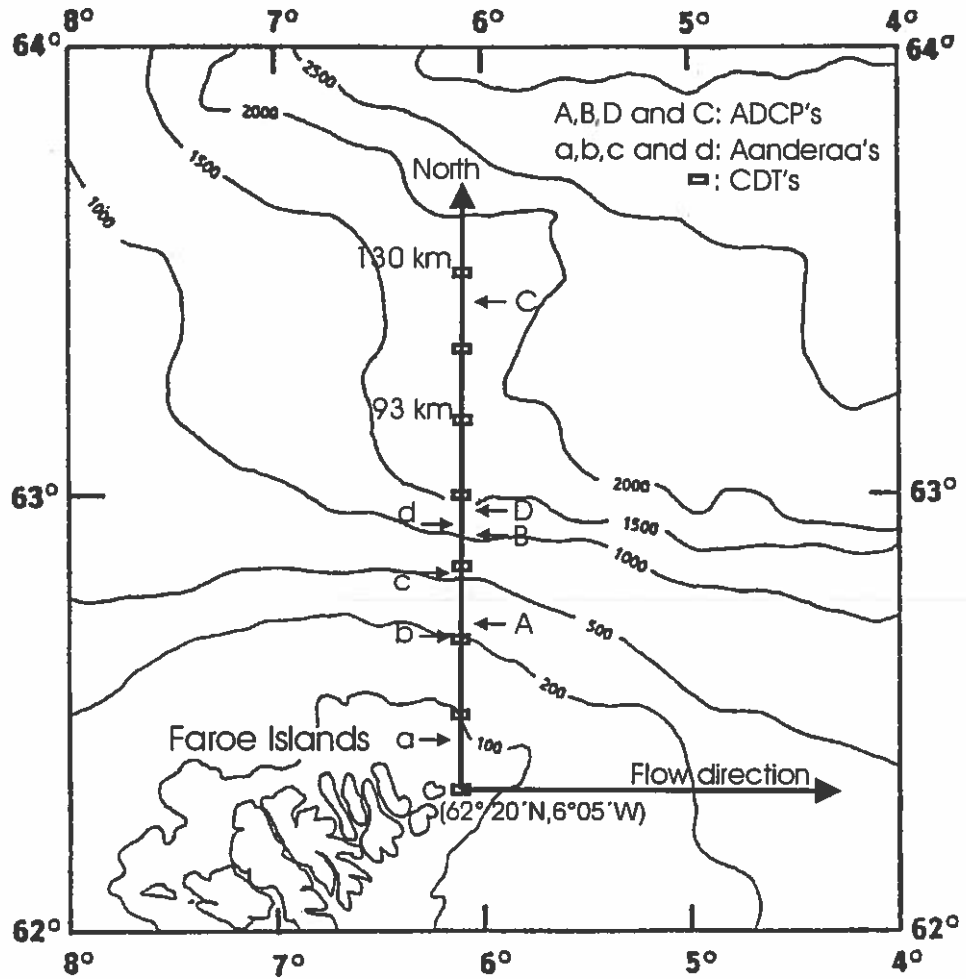 8° 7° 6° 5° 4°
64° 64°
2500
2000
A,B,D and C: ADCP's
a,b,c and d: Aanderaa's
: CDT's
1500
North
1000
130 km
C
93 km
63° 63°
2000
d D
1500
B
1000
c
A
500
b
200
Faroe Islands a
100
Flow direction
(62°20'N,6°05'W)
62° 62°
8° 7° 6° 5° 4°